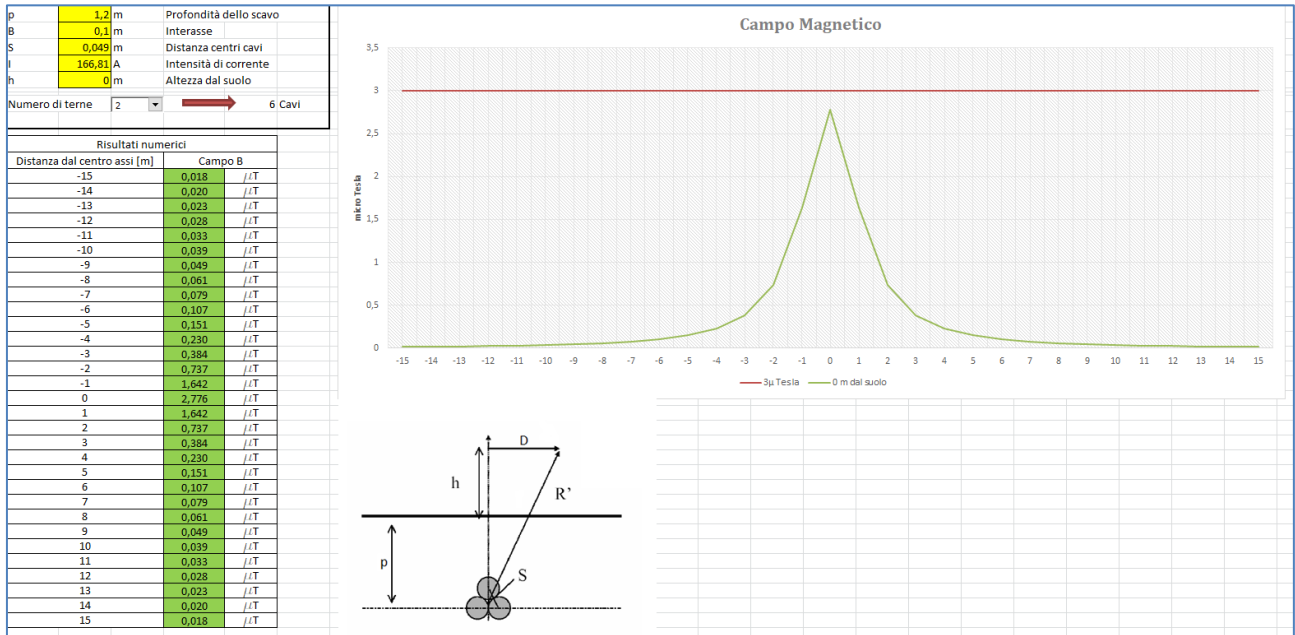 p 1,2 m Profondità dello scavo
B 0,1 m Interasse
S 0,049 m Distanza centri cavi
I 166,81 A Intensità di corrente
h 0 m Altezza dal suolo
Numero di terne 2 6 Cavi
Risultati numerici
Distanza dal centro assi [m] Campo B
-15 0,018 μT
-14 0,020 μT
-13 0,023 μT
-12 0,028 μT
-11 0,033 μT
-10 0,039 μT
-9 0,049 μT
-8 0,061 μT
-7 0,079 μT
-6 0,107 μT
-5 0,151 μT
-4 0,230 μT
-3 0,384 μT
-2 0,737 μT
-1 1,642 μT
0 2,776 μT
1 1,642 μT
2 0,737 μT
3 0,384 μT
4 0,230 μT
5 0,151 μT
6 0,107 μT
7 0,079 μT
8 0,061 μT
9 0,049 μT
10 0,039 μT
11 0,033 μT
12 0,028 μT
13 0,023 μT
14 0,020 μT
15 0,018 μT
Campo Magnetico
3,5
3
2,5
2
1,5
1
0,5
0
micro Tesla
-15 -14 -13 -12 -11 -10 -9 -8 -7 -6 -5 -4 -3 -2 -1 0 1 2 3 4 5 6 7 8 9 10 11 12 13 14 15
3μ Tesla 0 m dal suolo
D
h
R'
p
S